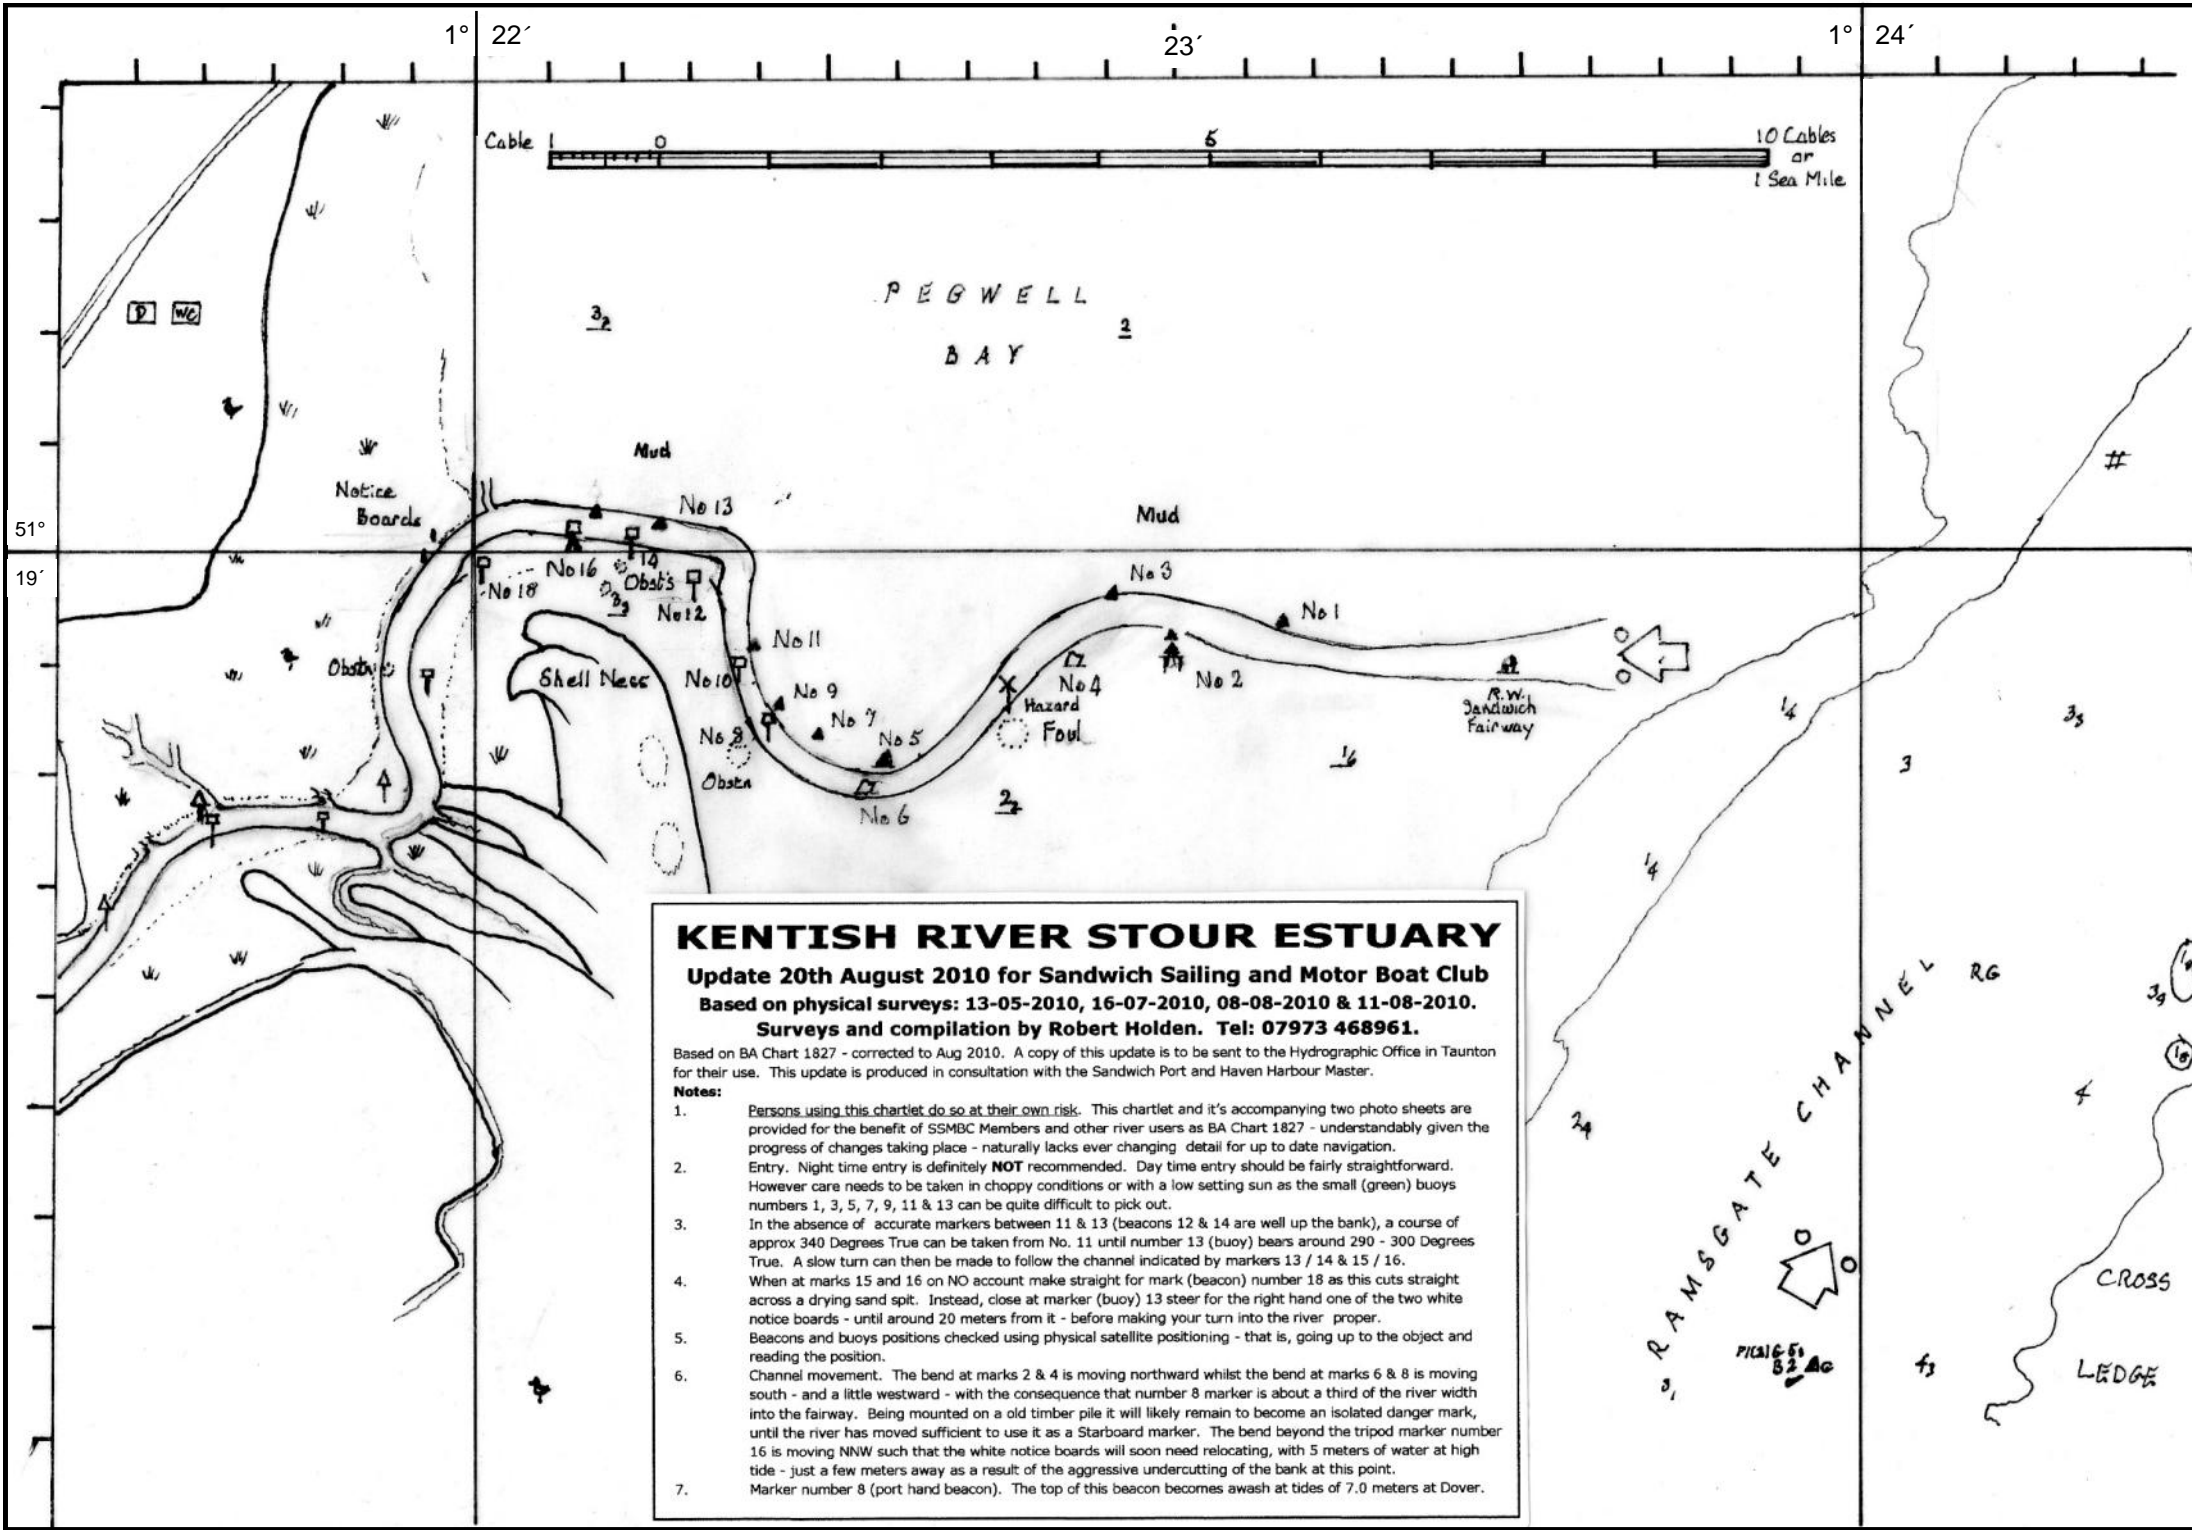 1° 22´
23´
1° 24´
Cable 1 0 5 10 Cables
or
1 Sea Mile
PEGWELL
BAY
3₇
2
P WC
Mud
Notice
Boards
No 13
Mud
51°
19´
No 18
No 16
14
Obst's
3₉
No 12
No 3
No 1
No 11
Obstn
Shell Ness
No 10
No 9
No 4
No 2
Hazard
R.W.
Sandwich
Fairway
No 7
No 8
No 5
Foul
Obstn
No 6
2₂
1₆
1₄
3₃
3
1₄
#
KENTISH RIVER STOUR ESTUARY
Update 20th August 2010 for Sandwich Sailing and Motor Boat Club
Based on physical surveys: 13-05-2010, 16-07-2010, 08-08-2010 & 11-08-2010.
Surveys and compilation by Robert Holden. Tel: 07973 468961.
Based on BA Chart 1827 - corrected to Aug 2010. A copy of this update is to be sent to the Hydrographic Office in Taunton
for their use. This update is produced in consultation with the Sandwich Port and Haven Harbour Master.
Notes:
1. Persons using this chartlet do so at their own risk. This chartlet and it's accompanying two photo sheets are
provided for the benefit of SSMBC Members and other river users as BA Chart 1827 - understandably given the
progress of changes taking place - naturally lacks ever changing detail for up to date navigation.
2. Entry. Night time entry is definitely NOT recommended. Day time entry should be fairly straightforward.
However care needs to be taken in choppy conditions or with a low setting sun as the small (green) buoys
numbers 1, 3, 5, 7, 9, 11 & 13 can be quite difficult to pick out.
3. In the absence of accurate markers between 11 & 13 (beacons 12 & 14 are well up the bank), a course of
approx 340 Degrees True can be taken from No. 11 until number 13 (buoy) bears around 290 - 300 Degrees
True. A slow turn can then be made to follow the channel indicated by markers 13 / 14 & 15 / 16.
4. When at marks 15 and 16 on NO account make straight for mark (beacon) number 18 as this cuts straight
across a drying sand spit. Instead, close at marker (buoy) 13 steer for the right hand one of the two white
notice boards - until around 20 meters from it - before making your turn into the river proper.
5. Beacons and buoys positions checked using physical satellite positioning - that is, going up to the object and
reading the position.
6. Channel movement. The bend at marks 2 & 4 is moving northward whilst the bend at marks 6 & 8 is moving
south - and a little westward - with the consequence that number 8 marker is about a third of the river width
into the fairway. Being mounted on a old timber pile it will likely remain to become an isolated danger mark,
until the river has moved sufficient to use it as a Starboard marker. The bend beyond the tripod marker number
16 is moving NNW such that the white notice boards will soon need relocating, with 5 meters of water at high
tide - just a few meters away as a result of the aggressive undercutting of the bank at this point.
7. Marker number 8 (port hand beacon). The top of this beacon becomes awash at tides of 7.0 meters at Dover.
RAMSGATE CHANNEL
RG
3₉
1₈
4
2₄
CROSS
LEDGE
B2 G
4₃
3₁